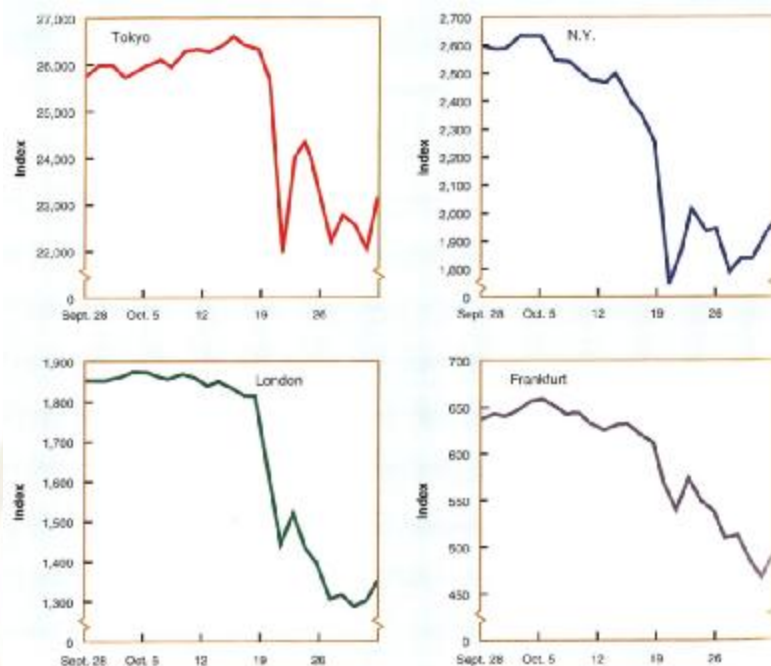 27,000
Tokyo
26,000
25,000
Index
24,000
23,000
22,000
0
Sept. 28 Oct. 5 12 19 26
2,700
N.Y.
2,600
2,500
2,400
2,300
Index
2,200
2,100
2,000
1,900
1,800
0
Sept. 28 Oct. 5 12 19 26
1,900
London
1,800
1,700
1,600
Index
1,500
1,400
1,300
0
Sept. 28 Oct. 5 12 19 26
700
Frankfurt
650
600
550
Index
500
450
0
Sept. 28 Oct. 5 12 19 26